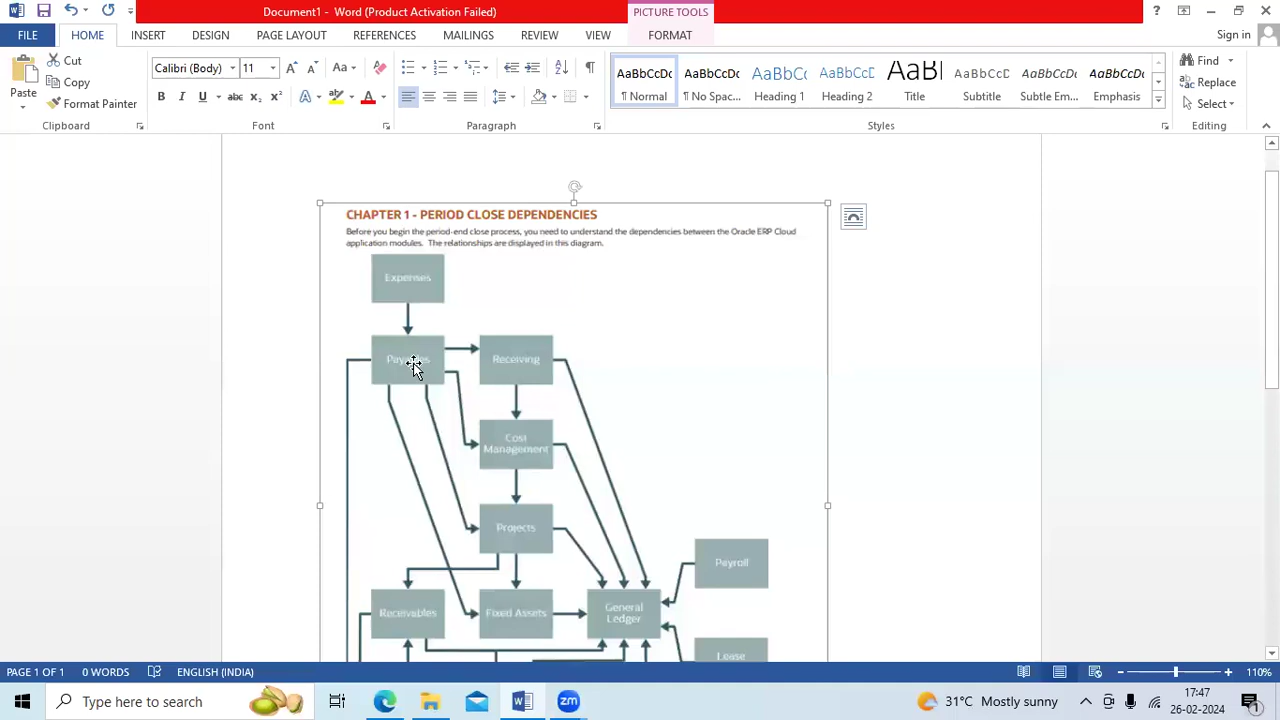 Document1 - Word (Product Activation Failed)
PICTURE TOOLS
?
FILE
HOME
INSERT
DESIGN
PAGE LAYOUT
REFERENCES
MAILINGS
REVIEW
VIEW
FORMAT
Sign in
Paste
Cut
Copy
Format Painter
Clipboard
Calibri (Body)
11
Font
Paragraph
AaBbCcDc
¶ Normal
AaBbCcDc
¶ No Spac...
AaBbCc
Heading 1
AaBbCcC
Heading 2
AaBl
Title
AaBbCcD
Subtitle
AaBbCcDc
Subtle Em...
AaBbCcDc
Emphasis
Styles
Find
Replace
Select
Editing
CHAPTER 1 - PERIOD CLOSE DEPENDENCIES
Before you begin the period-end close process, you need to understand the dependencies between the Oracle ERP Cloud
application modules. The relationships are displayed in this diagram.
Expenses
Payables
Receiving
Cost
Management
Projects
Payroll
Receivables
Fixed Assets
General
Ledger
Lease
PAGE 1 OF 1
0 WORDS
ENGLISH (INDIA)
110%
Type here to search
zm
31°C Mostly sunny
17:47
26-02-2024
1